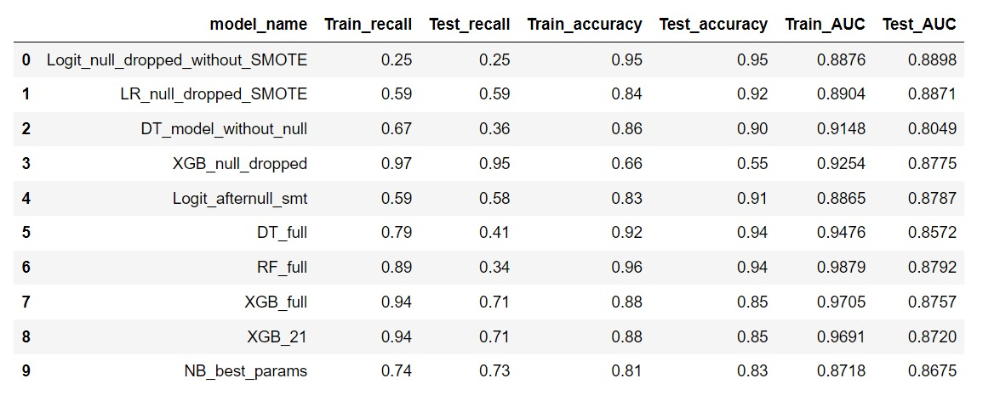 model_name Train_recall Test_recall Train_accuracy Test_accuracy Train_AUC Test_AUC
0 Logit_null_dropped_without_SMOTE 0.25 0.25 0.95 0.95 0.8876 0.8898
1 LR_null_dropped_SMOTE 0.59 0.59 0.84 0.92 0.8904 0.8871
2 DT_model_without_null 0.67 0.36 0.86 0.90 0.9148 0.8049
3 XGB_null_dropped 0.97 0.95 0.66 0.55 0.9254 0.8775
4 Logit_afternull_smt 0.59 0.58 0.83 0.91 0.8865 0.8787
5 DT_full 0.79 0.41 0.92 0.94 0.9476 0.8572
6 RF_full 0.89 0.34 0.96 0.94 0.9879 0.8792
7 XGB_full 0.94 0.71 0.88 0.85 0.9705 0.8757
8 XGB_21 0.94 0.71 0.88 0.85 0.9691 0.8720
9 NB_best_params 0.74 0.73 0.81 0.83 0.8718 0.8675